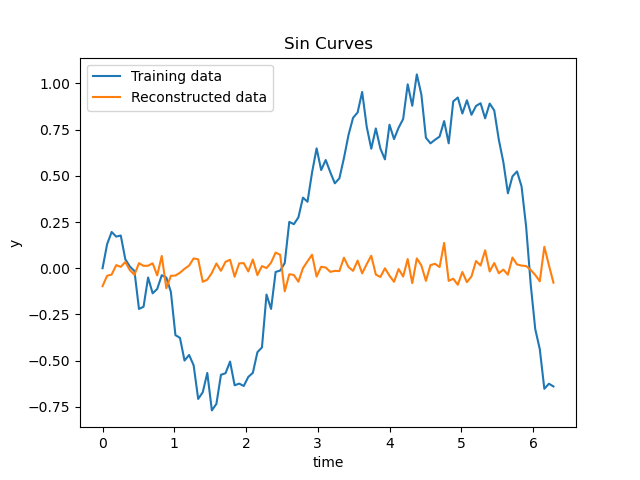 Sin Curves
Training data
Reconstructed data
1.00
0.75
0.50
0.25
0.00
−0.25
−0.50
−0.75
y
0 1 2 3 4 5 6
time